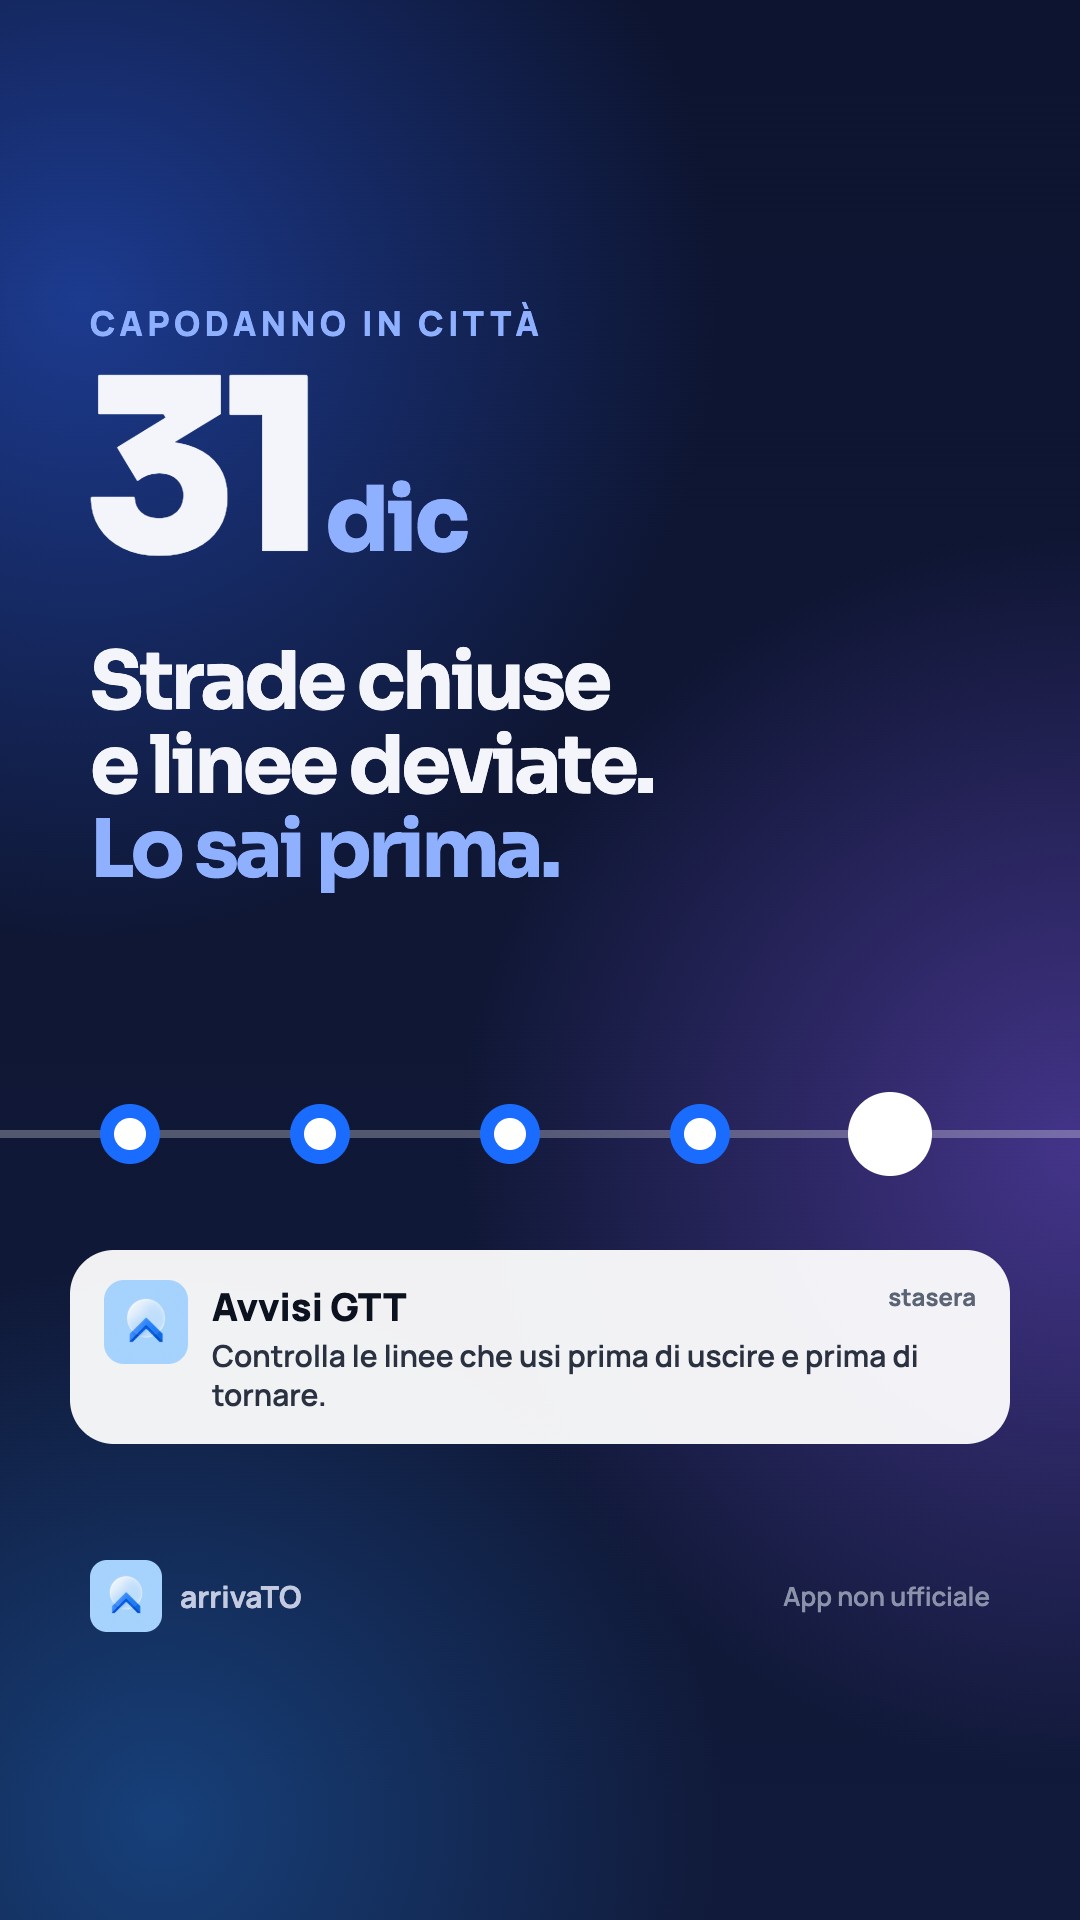 CAPODANNO IN CITTÀ
31 dic
Strade chiuse
e linee deviate.
Lo sai prima.
Avvisi GTT
stasera
Controlla le linee che usi prima di uscire e prima di
tornare.
arrivaTO
App non ufficiale